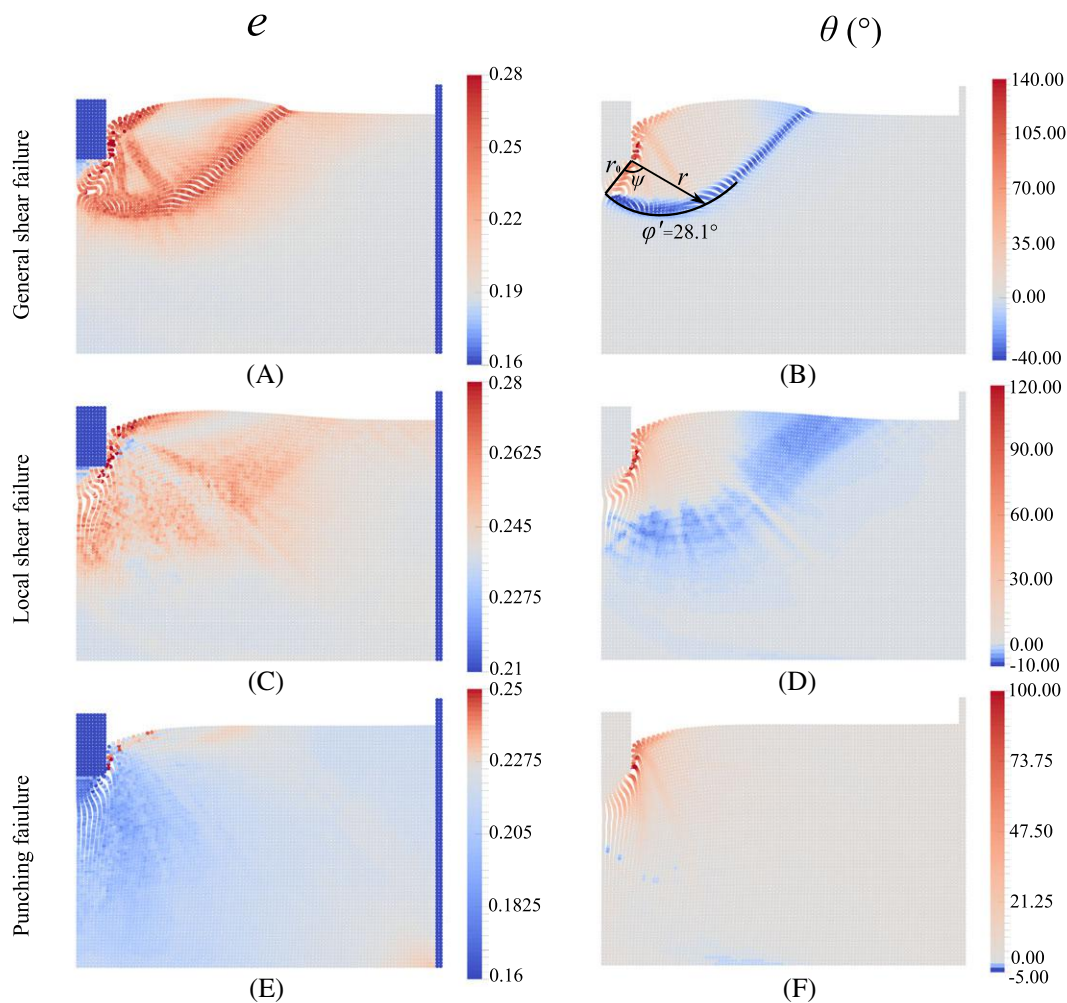 e
θ (°)
General shear failure
0.28
0.25
0.22
0.19
0.16
(A)
r₀
ψ
r
φ′=28.1°
140.00
105.00
70.00
35.00
0.00
-40.00
(B)
Local shear failure
0.28
0.2625
0.245
0.2275
0.21
(C)
120.00
90.00
60.00
30.00
0.00
-10.00
(D)
Punching faiulure
0.25
0.2275
0.205
0.1825
0.16
(E)
100.00
73.75
47.50
21.25
0.00
-5.00
(F)